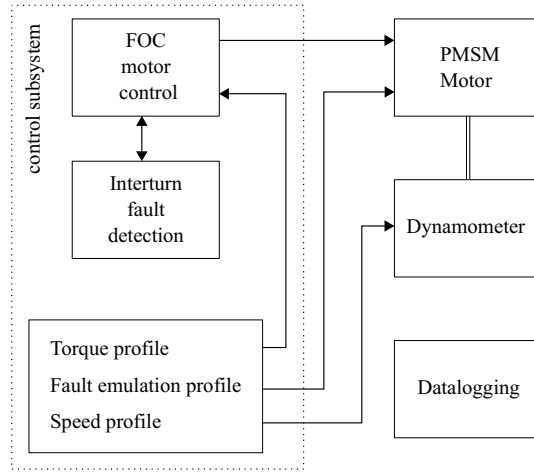 control subsystem
FOC
motor
control
PMSM
Motor
Interturn
fault
detection
Dynamometer
Torque profile
Fault emulation profile
Speed profile
Datalogging